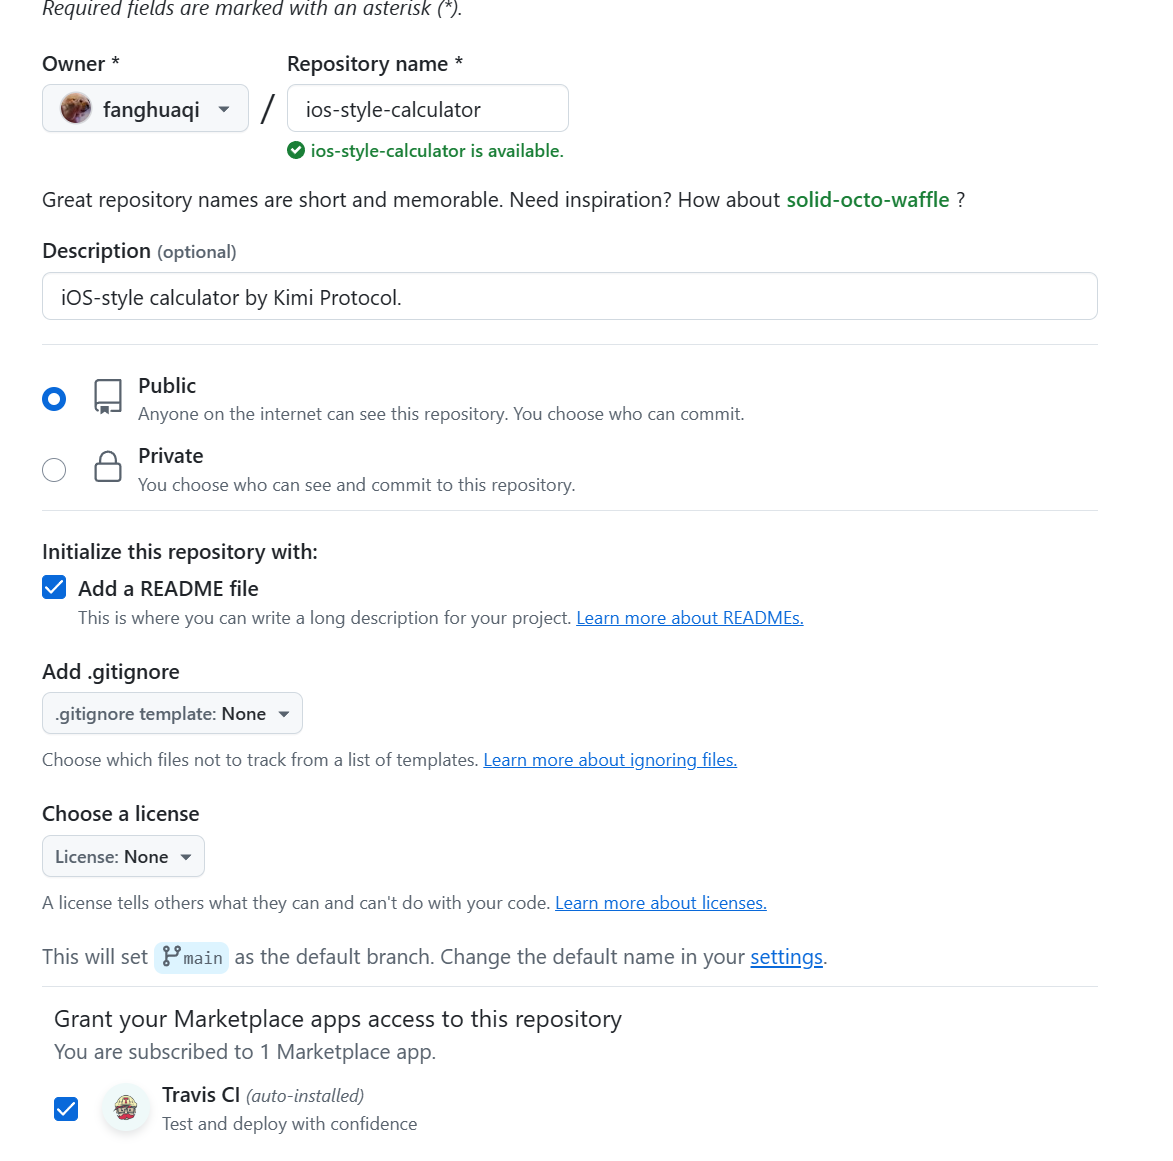 Required fields are marked with an asterisk (*).
Owner * Repository name *
fanghuaqi / ios-style-calculator
ios-style-calculator is available.
Great repository names are short and memorable. Need inspiration? How about solid-octo-waffle ?
Description (optional)
iOS-style calculator by Kimi Protocol.
Public
Anyone on the internet can see this repository. You choose who can commit.
Private
You choose who can see and commit to this repository.
Initialize this repository with:
Add a README file
This is where you can write a long description for your project. Learn more about READMEs.
Add .gitignore
.gitignore template: None
Choose which files not to track from a list of templates. Learn more about ignoring files.
Choose a license
License: None
A license tells others what they can and can't do with your code. Learn more about licenses.
This will set main as the default branch. Change the default name in your settings.
Grant your Marketplace apps access to this repository
You are subscribed to 1 Marketplace app.
Travis CI (auto-installed)
Test and deploy with confidence